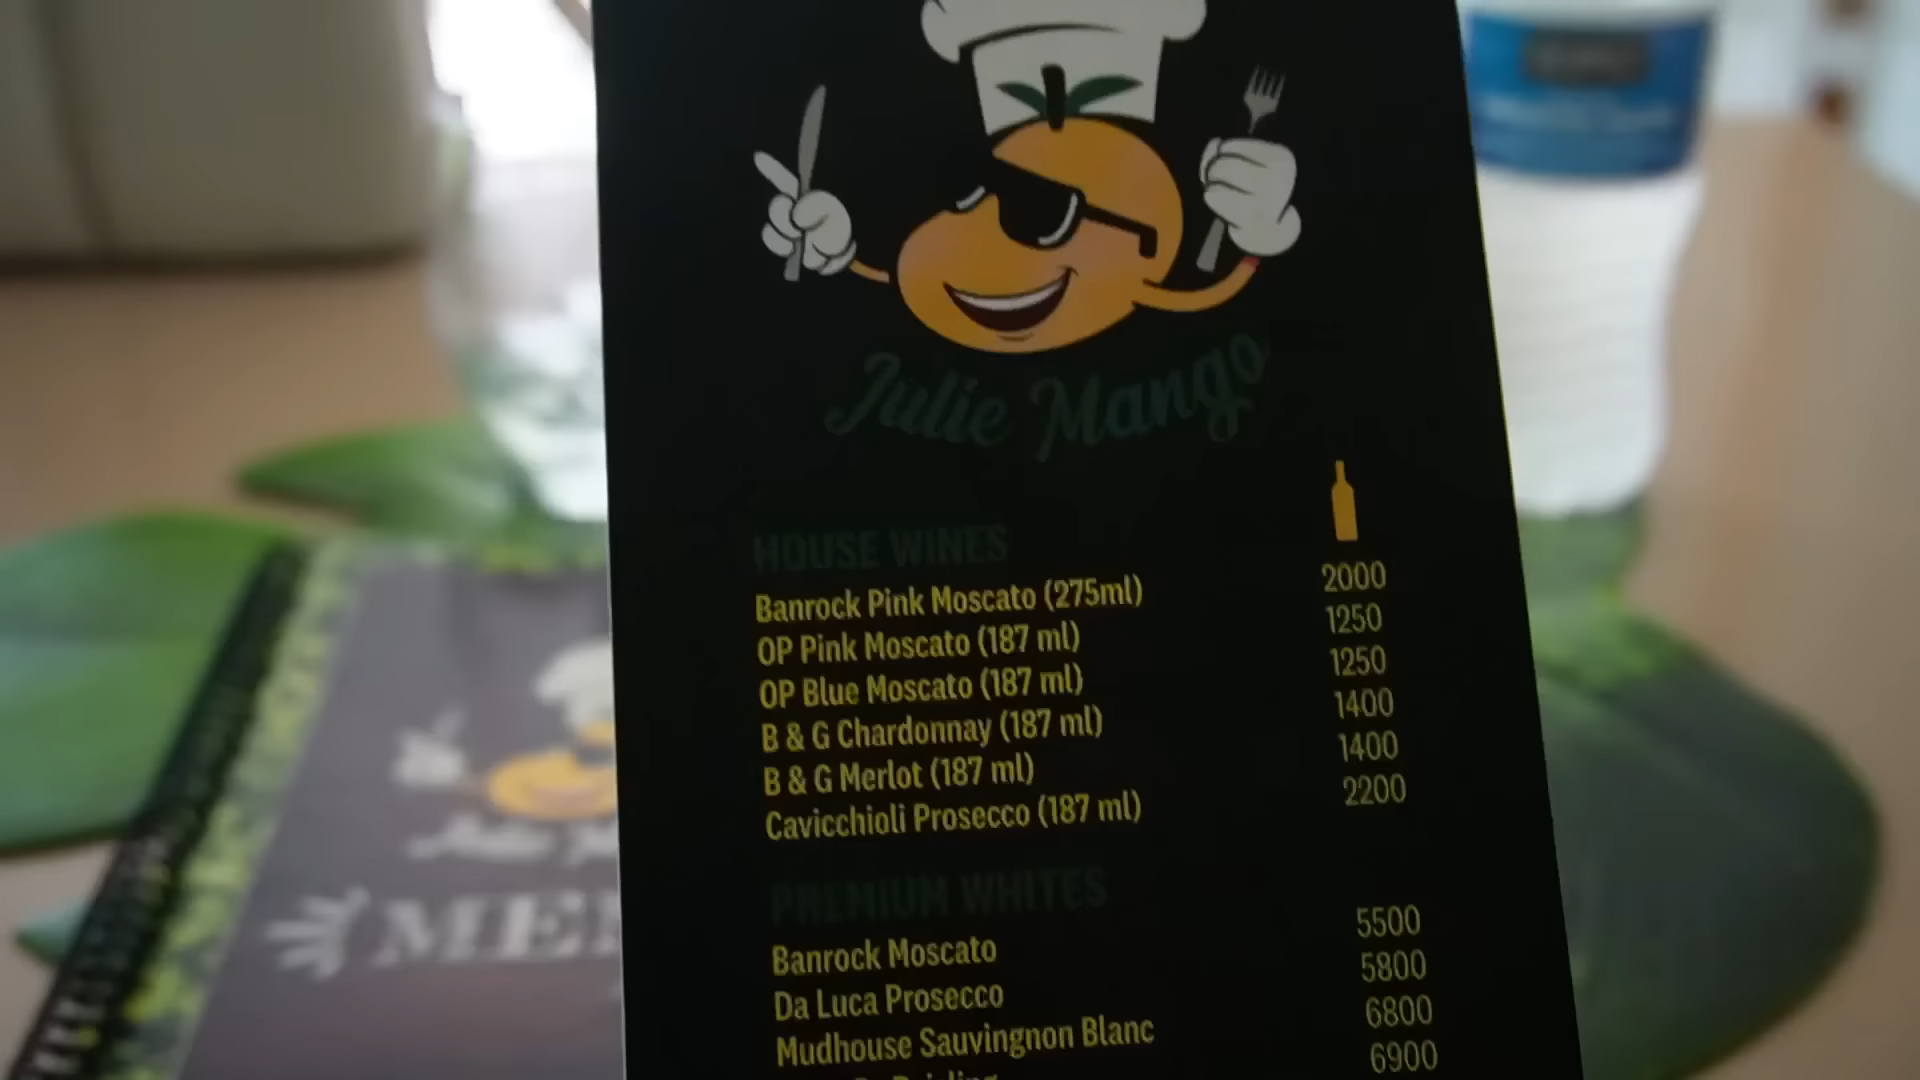 Julie Mango
HOUSE WINES
Banrock Pink Moscato (275ml) 2000
OP Pink Moscato (187 ml) 1250
OP Blue Moscato (187 ml) 1250
B & G Chardonnay (187 ml) 1400
B & G Merlot (187 ml) 1400
Cavicchioli Prosecco (187 ml) 2200
PREMIUM WHITES
Banrock Moscato 5500
Da Luca Prosecco 5800
Mudhouse Sauvingnon Blanc 6800
6900